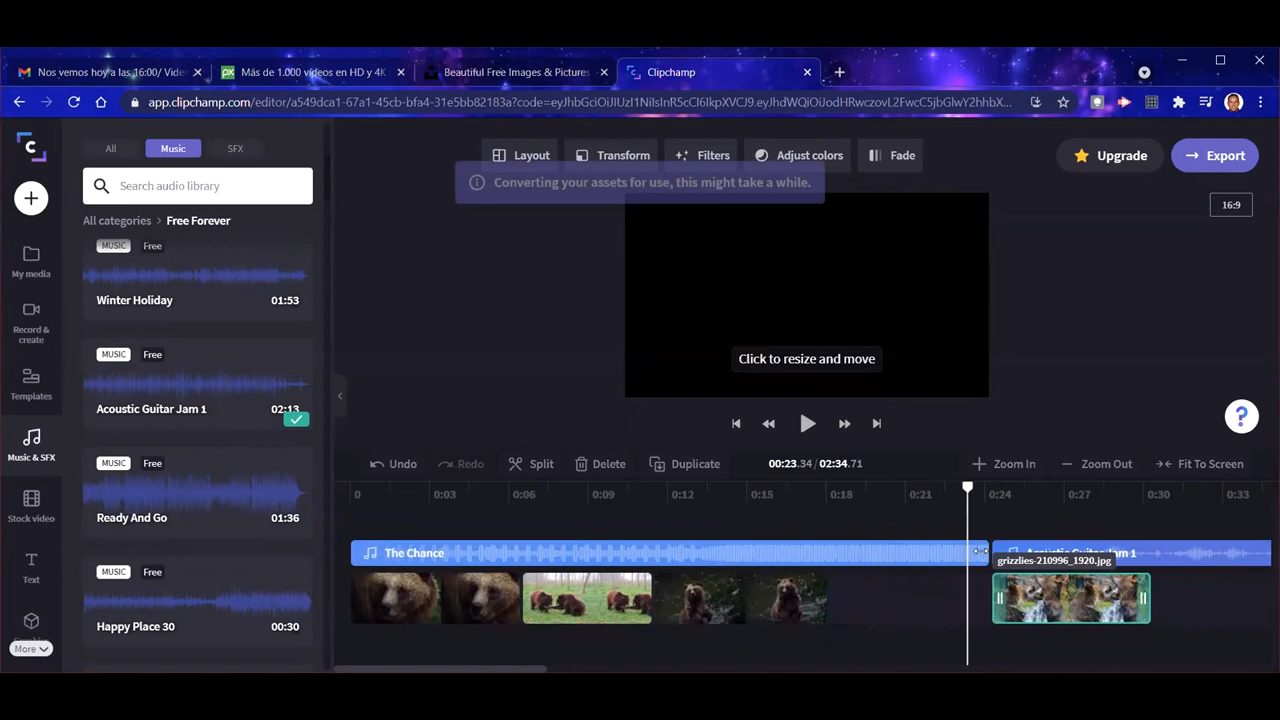 Nos vemos hoy a las 16:00/ Vide
Más de 1.000 vídeos en HD y 4K
Beautiful Free Images & Pictures
Clipchamp
app.clipchamp.com/editor/a549dca1-67a1-45cb-bfa4-31e5bb82183a?code=eyJhbGciOiJIUzI1NiIsInR5cCI6IkpXVCJ9.eyJhdWQiOiJodHRwczovL2FwcC5jbGlwY2hhbX...
All
Music
SFX
Layout
Transform
Filters
Adjust colors
Fade
Upgrade
Export
Converting your assets for use, this might take a while.
Search audio library
16:9
All categories > Free Forever
My media
MUSIC Free
Winter Holiday 01:53
Record &
create
MUSIC Free
Click to resize and move
Templates
Acoustic Guitar Jam 1 02:13
Music & SFX
MUSIC Free
Undo Redo Split Delete Duplicate 00:23.34 / 02:34.71 Zoom In Zoom Out Fit To Screen
0 0:03 0:06 0:09 0:12 0:15 0:18 0:21 0:24 0:27 0:30 0:33
Stock video
Ready And Go 01:36
The Chance
Acoustic Guitar Jam 1
grizzlies-210996_1920.jpg
Text
MUSIC Free
Happy Place 30 00:30
More